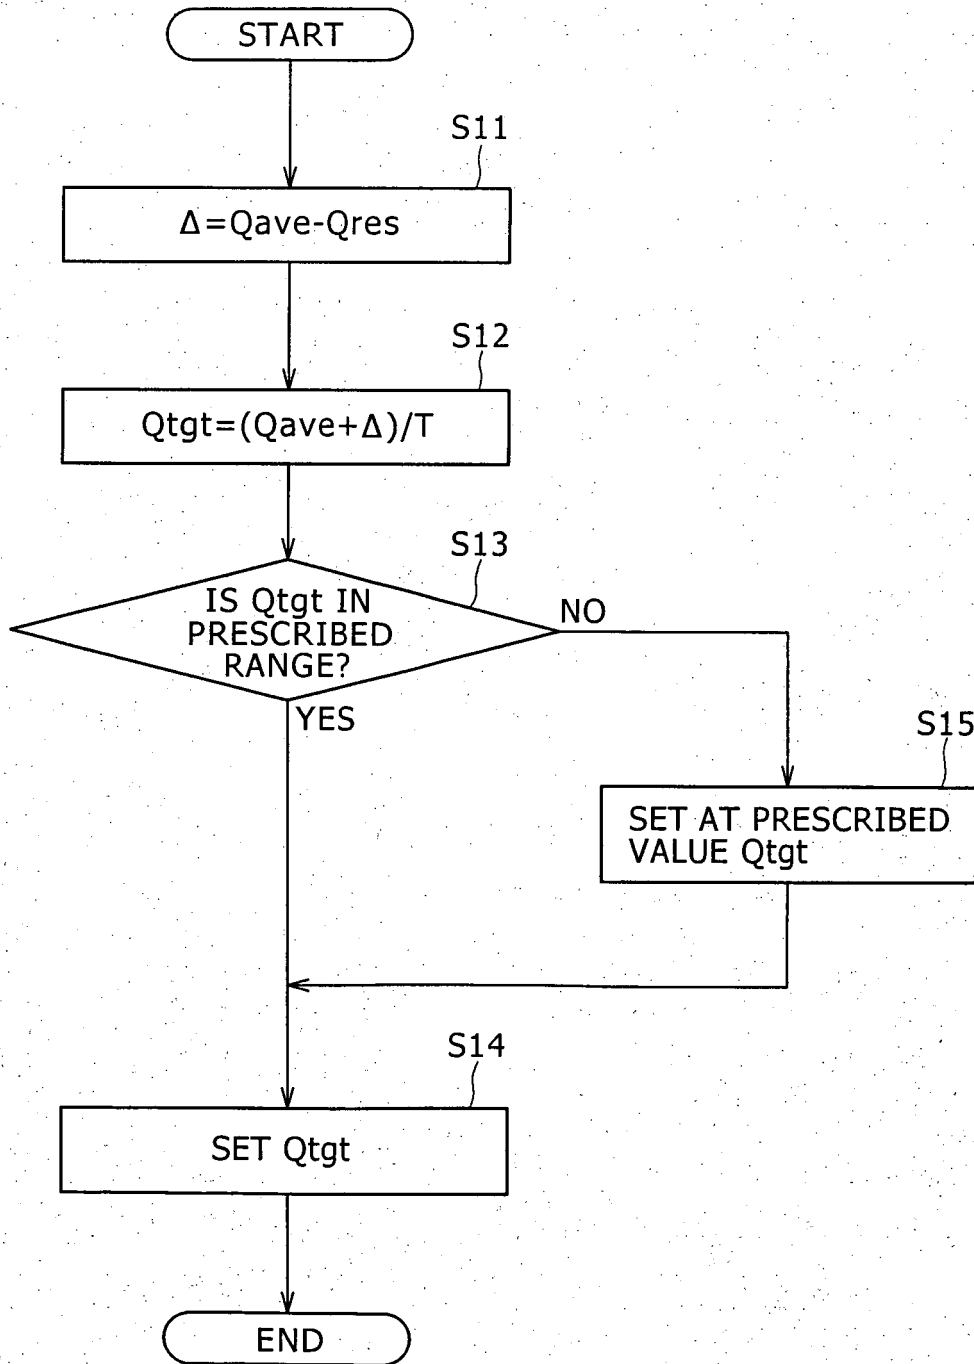 START
S11
Δ=Qave-Qres
S12
Qtgt=(Qave+Δ)/T
S13
IS Qtgt IN
PRESCRIBED
RANGE?
NO
YES
S15
SET AT PRESCRIBED
VALUE Qtgt
S14
SET Qtgt
END